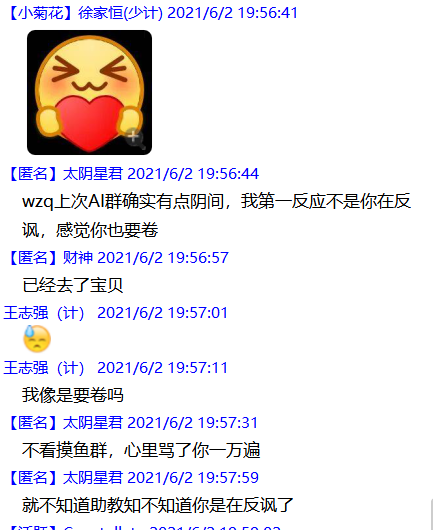 【小菊花】徐家恒(少计) 2021/6/2 19:56:41
【匿名】太阴星君 2021/6/2 19:56:44
wzq上次AI群确实有点阴间，我第一反应不是你在反
讽，感觉你也要卷
【匿名】财神 2021/6/2 19:56:57
已经去了宝贝
王志强（计） 2021/6/2 19:57:01
王志强（计） 2021/6/2 19:57:11
我像是要卷吗
【匿名】太阴星君 2021/6/2 19:57:31
不看摸鱼群，心里骂了你一万遍
【匿名】太阴星君 2021/6/2 19:57:59
就不知道助教知不知道你是在反讽了